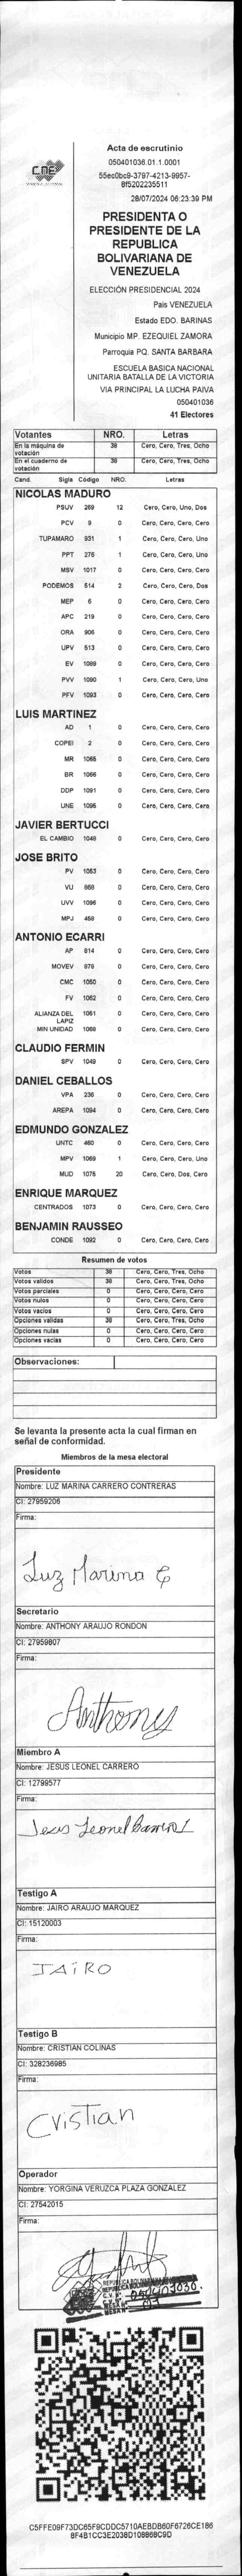 CNE
Acta de escrutinio
050401036.01.1.0001
55ec0bc9-3797-4213-9957-
8f5202235511
28/07/2024 06:23:39 PM
PRESIDENTA O
PRESIDENTE DE LA
REPUBLICA
BOLIVARIANA DE
VENEZUELA
ELECCIÓN PRESIDENCIAL 2024
Pais VENEZUELA
Estado EDO. BARINAS
Municipio MP. EZEQUIEL ZAMORA
Parroquia PQ. SANTA BARBARA
ESCUELA BASICA NACIONAL
UNITARIA BATALLA DE LA VICTORIA
VIA PRINCIPAL LA LUCHA PAIVA
050401036
41 Electores
Votantes NRO. Letras
En la máquina de votación 38 Cero, Cero, Tres, Ocho
En el cuaderno de votación 38 Cero, Cero, Tres, Ocho
Cand. Sigla Código NRO. Letras
NICOLAS MADURO
PSUV 269 12 Cero, Cero, Uno, Dos
PCV 9 0 Cero, Cero, Cero, Cero
TUPAMARO 931 1 Cero, Cero, Cero, Uno
PPT 276 1 Cero, Cero, Cero, Uno
MSV 1017 0 Cero, Cero, Cero, Cero
PODEMOS 514 2 Cero, Cero, Cero, Dos
MEP 6 0 Cero, Cero, Cero, Cero
APC 219 0 Cero, Cero, Cero, Cero
ORA 906 0 Cero, Cero, Cero, Cero
UPV 513 0 Cero, Cero, Cero, Cero
EV 1089 0 Cero, Cero, Cero, Cero
PVV 1090 1 Cero, Cero, Cero, Uno
PFV 1093 0 Cero, Cero, Cero, Cero
LUIS MARTINEZ
AD 1 0 Cero, Cero, Cero, Cero
COPEI 2 0 Cero, Cero, Cero, Cero
MR 1065 0 Cero, Cero, Cero, Cero
BR 1066 0 Cero, Cero, Cero, Cero
DDP 1091 0 Cero, Cero, Cero, Cero
UNE 1095 0 Cero, Cero, Cero, Cero
JAVIER BERTUCCI
EL CAMBIO 1048 0 Cero, Cero, Cero, Cero
JOSE BRITO
PV 1053 0 Cero, Cero, Cero, Cero
VU 868 0 Cero, Cero, Cero, Cero
UVV 1096 0 Cero, Cero, Cero, Cero
MPJ 458 0 Cero, Cero, Cero, Cero
ANTONIO ECARRI
AP 814 0 Cero, Cero, Cero, Cero
MOVEV 878 0 Cero, Cero, Cero, Cero
CMC 1050 0 Cero, Cero, Cero, Cero
FV 1062 0 Cero, Cero, Cero, Cero
ALIANZA DEL LAPIZ 1061 0 Cero, Cero, Cero, Cero
MIN UNIDAD 1068 0 Cero, Cero, Cero, Cero
CLAUDIO FERMIN
SPV 1049 0 Cero, Cero, Cero, Cero
DANIEL CEBALLOS
VPA 236 0 Cero, Cero, Cero, Cero
AREPA 1094 0 Cero, Cero, Cero, Cero
EDMUNDO GONZALEZ
UNTC 460 0 Cero, Cero, Cero, Cero
MPV 1069 1 Cero, Cero, Cero, Uno
MUD 1075 20 Cero, Cero, Dos, Cero
ENRIQUE MARQUEZ
CENTRADOS 1073 0 Cero, Cero, Cero, Cero
BENJAMIN RAUSSEO
CONDE 1092 0 Cero, Cero, Cero, Cero
Resumen de votos
Votos 38 Cero, Cero, Tres, Ocho
Votos validos 38 Cero, Cero, Tres, Ocho
Votos parciales 0 Cero, Cero, Cero, Cero
Votos nulos 0 Cero, Cero, Cero, Cero
Votos vacios 0 Cero, Cero, Cero, Cero
Opciones validas 38 Cero, Cero, Tres, Ocho
Opciones nulas 0 Cero, Cero, Cero, Cero
Opciones vacias 0 Cero, Cero, Cero, Cero
Observaciones:
Se levanta la presente acta la cual firman en
señal de conformidad.
Miembros de la mesa electoral
Presidente
Nombre: LUZ MARINA CARRERO CONTRERAS
CI: 27959206
Firma:
Luz Marina C
Secretario
Nombre: ANTHONY ARAUJO RONDON
CI: 27959807
Firma:
Anthony
Miembro A
Nombre: JESUS LEONEL CARRERO
CI: 12799577
Firma:
Jesus Leonel
Testigo A
Nombre: JAIRO ARAUJO MARQUEZ
CI: 15120003
Firma:
JAiRO
Testigo B
Nombre: CRISTIAN COLINAS
CI: 328236985
Firma:
Cristian
Operador
Nombre: YORGINA VERUZCA PLAZA GONZALEZ
CI: 27542015
Firma:
C5FFE09F73DC65F9CDDC5710AEBDB60F6726CE186
8F4B1CC3E2038D108868C9D